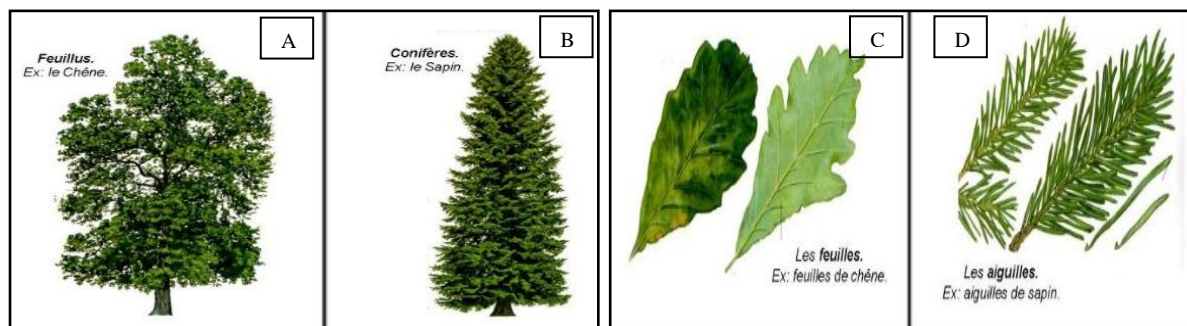 A
Feuillus.
Ex: le Chêne.
B
Conifères.
Ex: le Sapin.
C
Les feuilles.
Ex: feuilles de chêne.
D
Les aiguilles.
Ex: aiguilles de sapin.